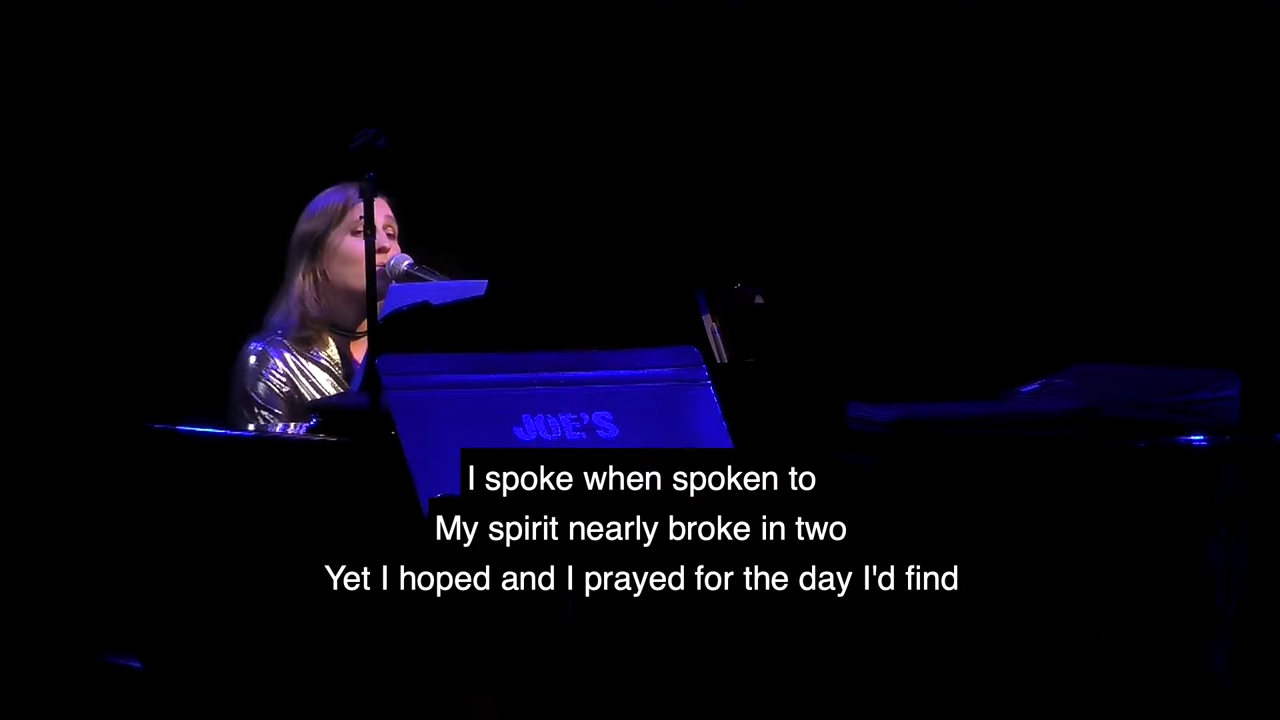 JOE'S
I spoke when spoken to
My spirit nearly broke in two
Yet I hoped and I prayed for the day I'd find